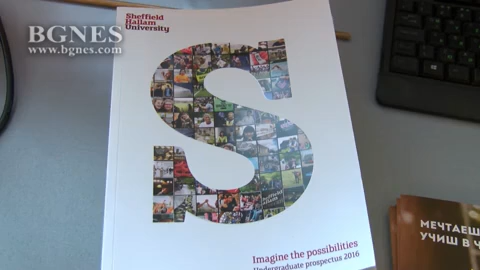 BGNES
www.bgnes.com
Sheffield
Hallam
University
Imagine the possibilities
Undergraduate prospectus 2016
МЕЧТАЕШ
УЧИШ В Ч